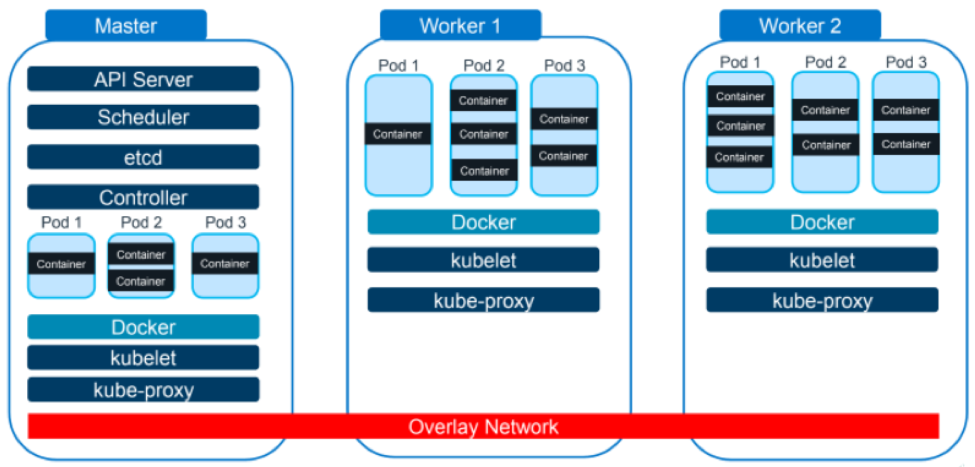 Master
API Server
Scheduler
etcd
Controller
Pod 1 Pod 2 Pod 3
Container
Container
Container
Container
Docker
kubelet
kube-proxy
Worker 1
Pod 1 Pod 2 Pod 3
Container
Container
Container
Container
Container
Container
Docker
kubelet
kube-proxy
Worker 2
Pod 1 Pod 2 Pod 3
Container
Container
Container
Container
Container
Container
Container
Docker
kubelet
kube-proxy
Overlay Network